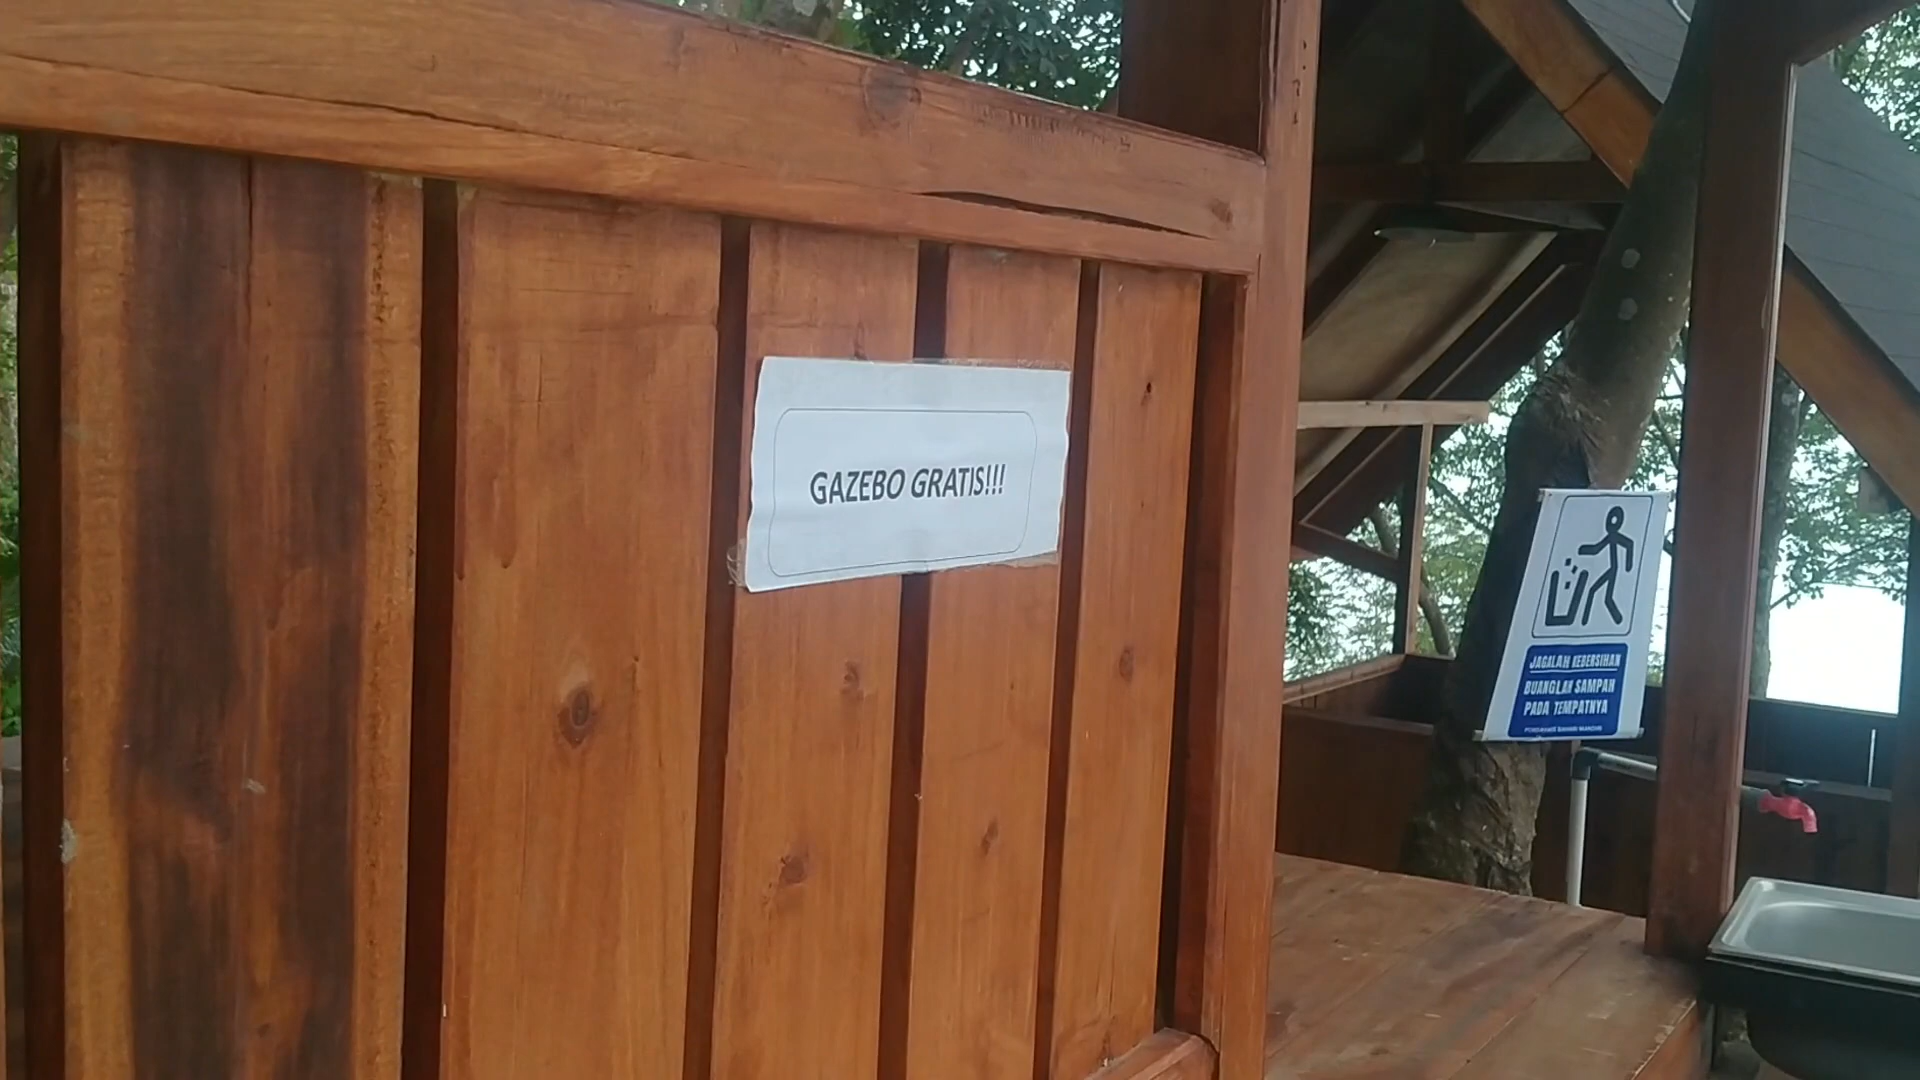 GAZEBO GRATIS!!!
JAGALAH KEBERSIHAN
BUANGLAH SAMPAH
PADA TEMPATNYA